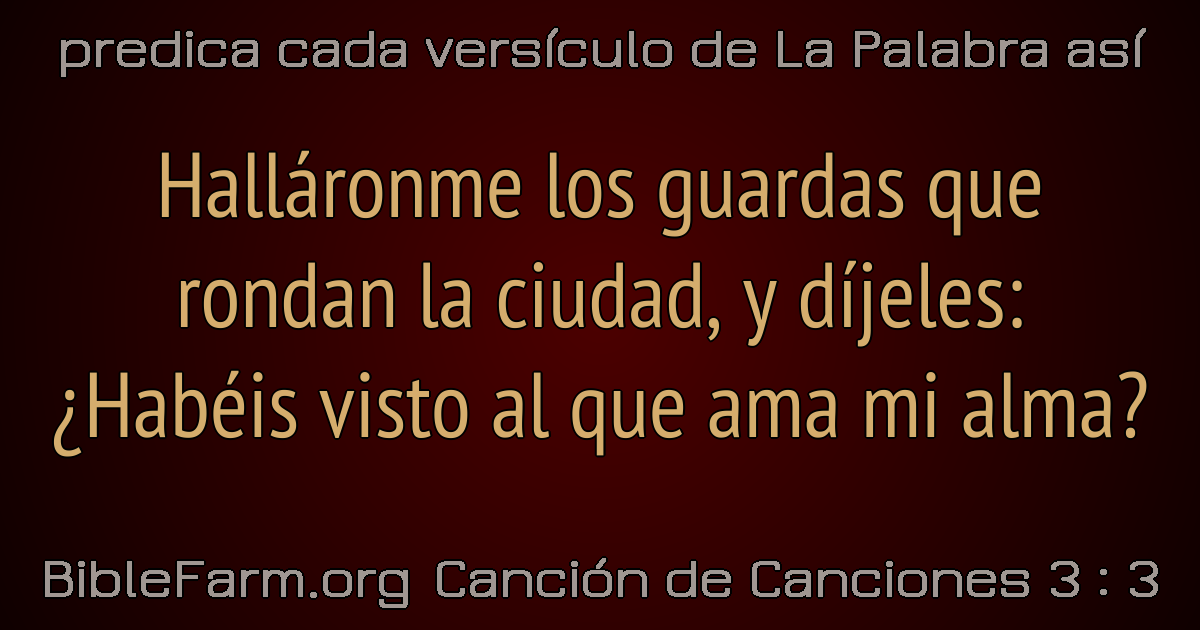 predica cada versículo de La Palabra así
Halláronme los guardas que
rondan la ciudad, y díjeles:
¿Habéis visto al que ama mi alma?
BibleFarm.org Canción de Canciones 3 : 3